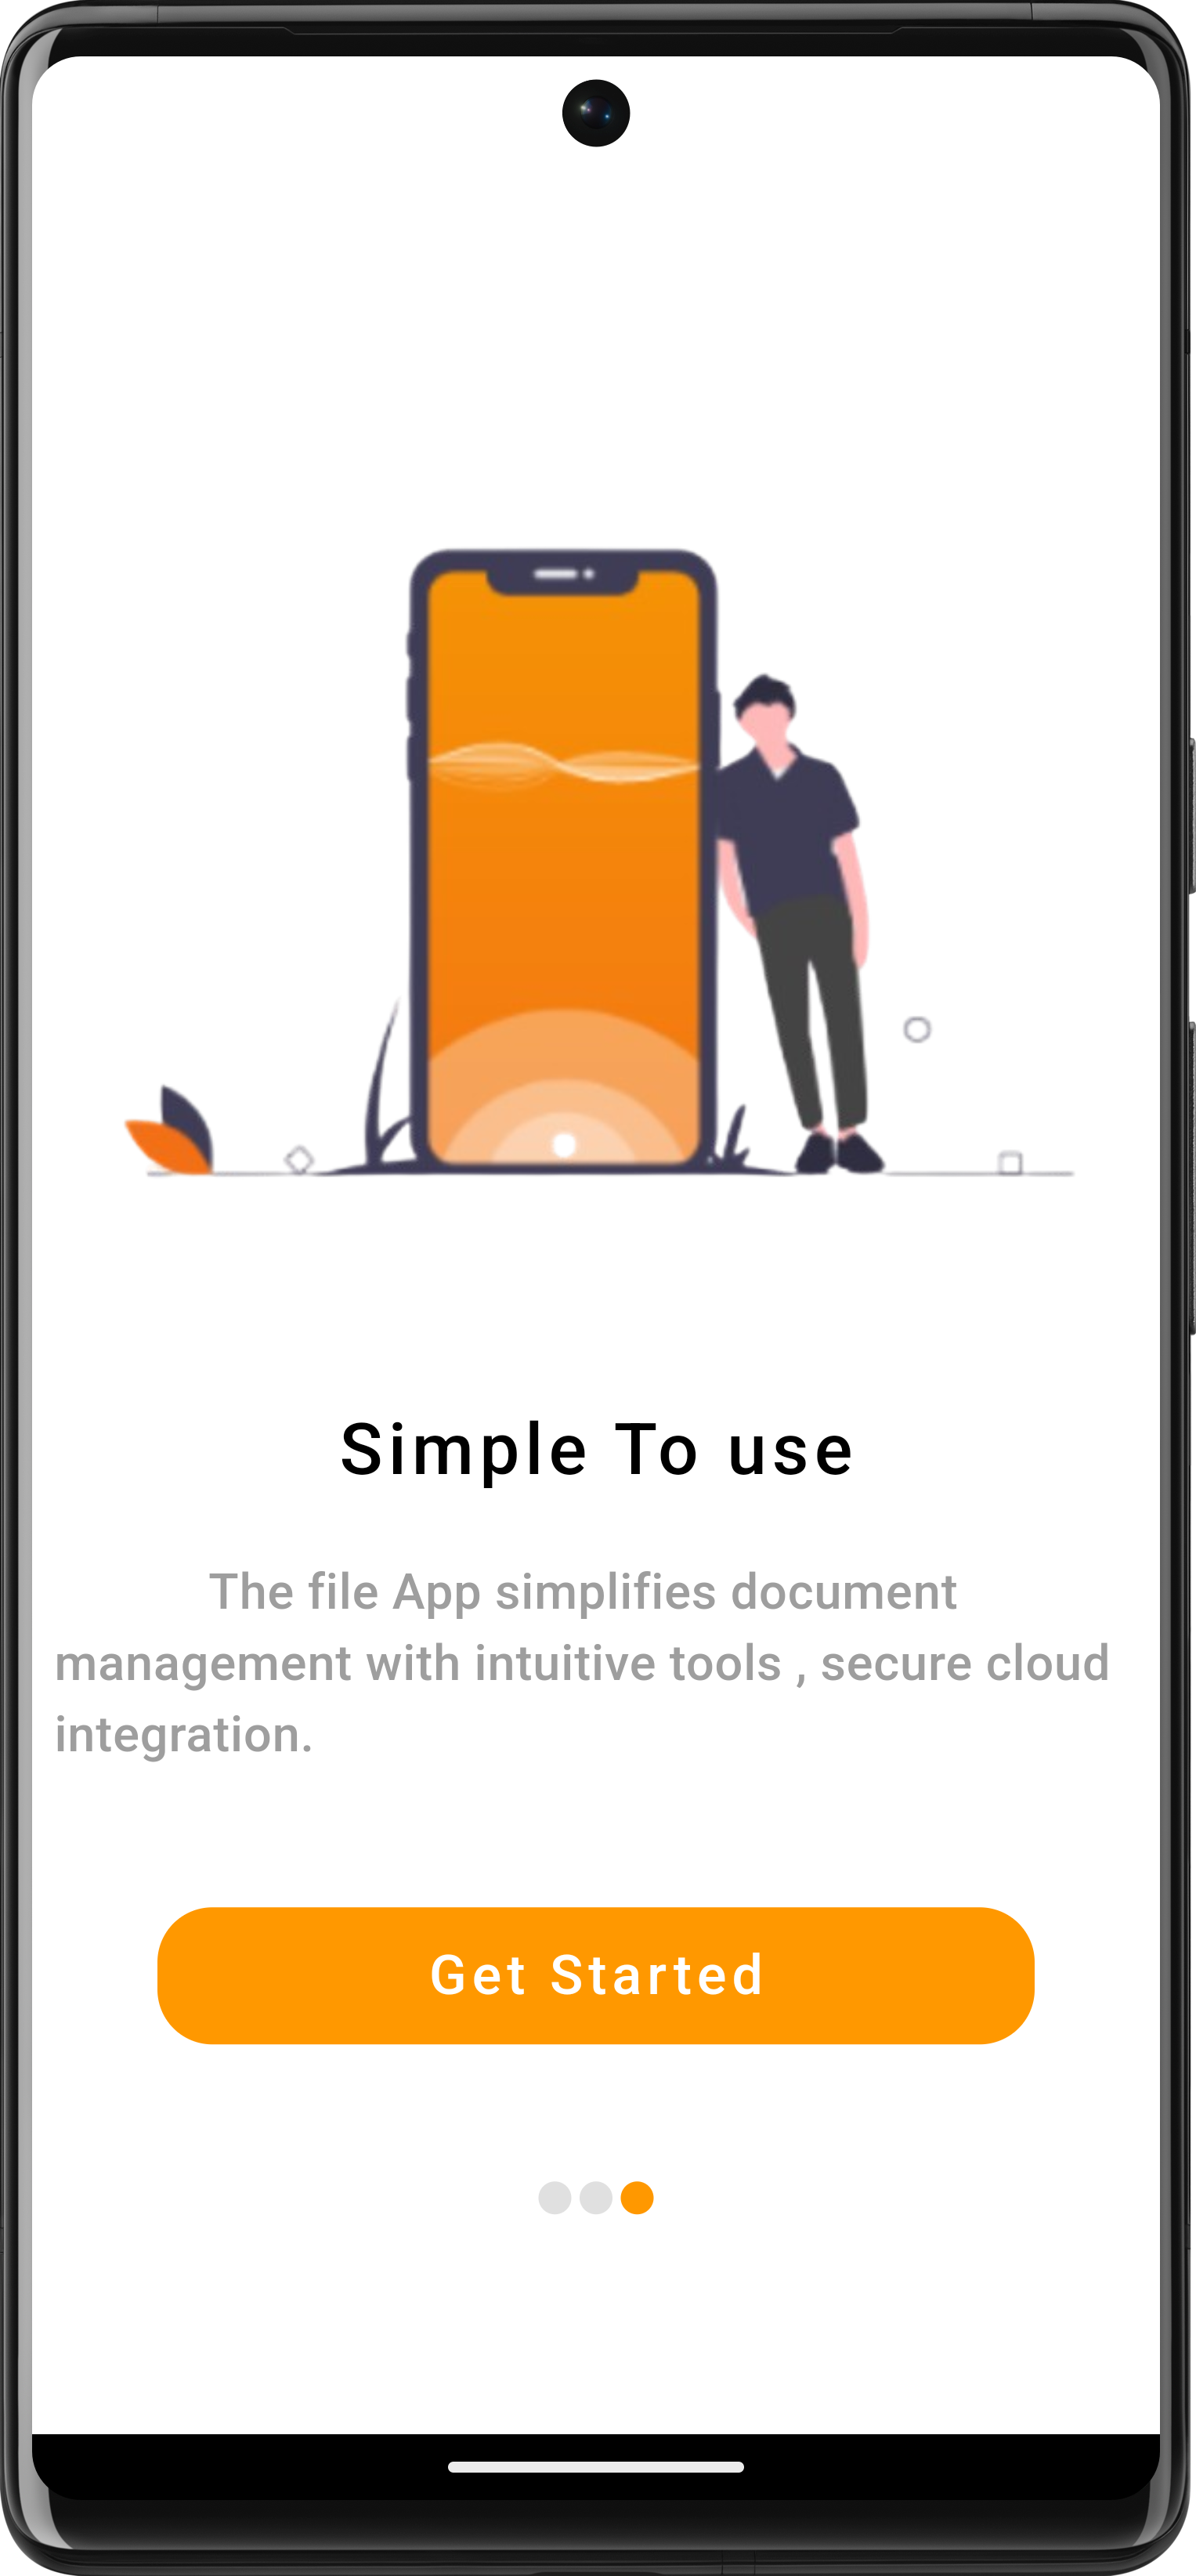 Simple To use
The file App simplifies document
management with intuitive tools , secure cloud
integration.
Get Started